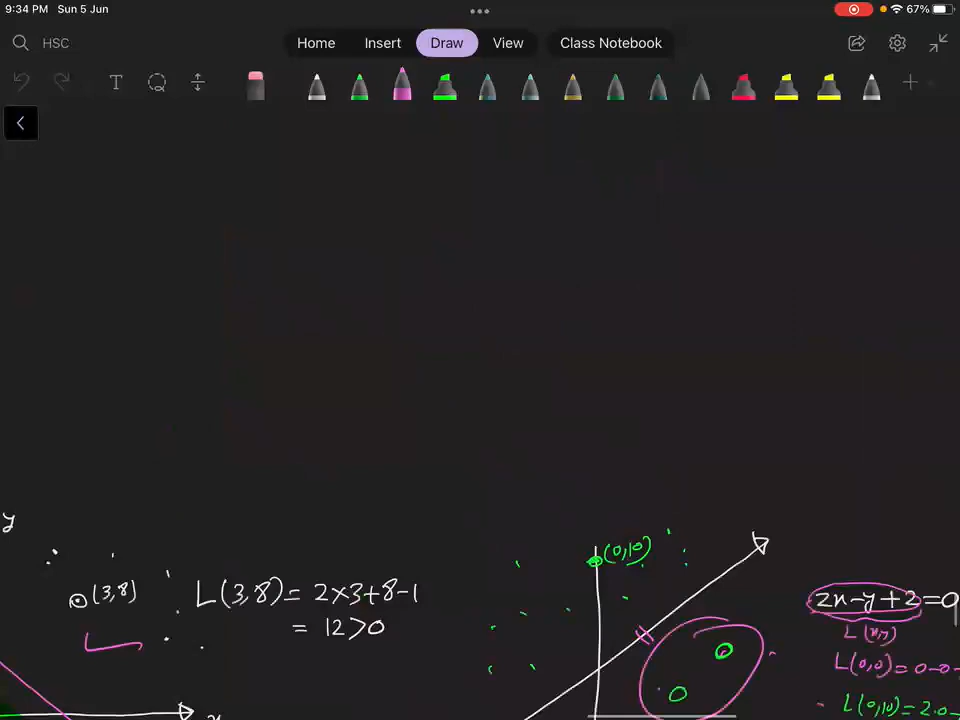 9:34 PM Sun 5 Jun
67%
HSC
Home Insert Draw View Class Notebook
T
y
(3,8)
L(3,8)= 2×3+8-1
= 12>0
(0,10)
2x-y+2=0
L(x,y)
L(0,0)=0-0-
L(0,10)=2.0-
x